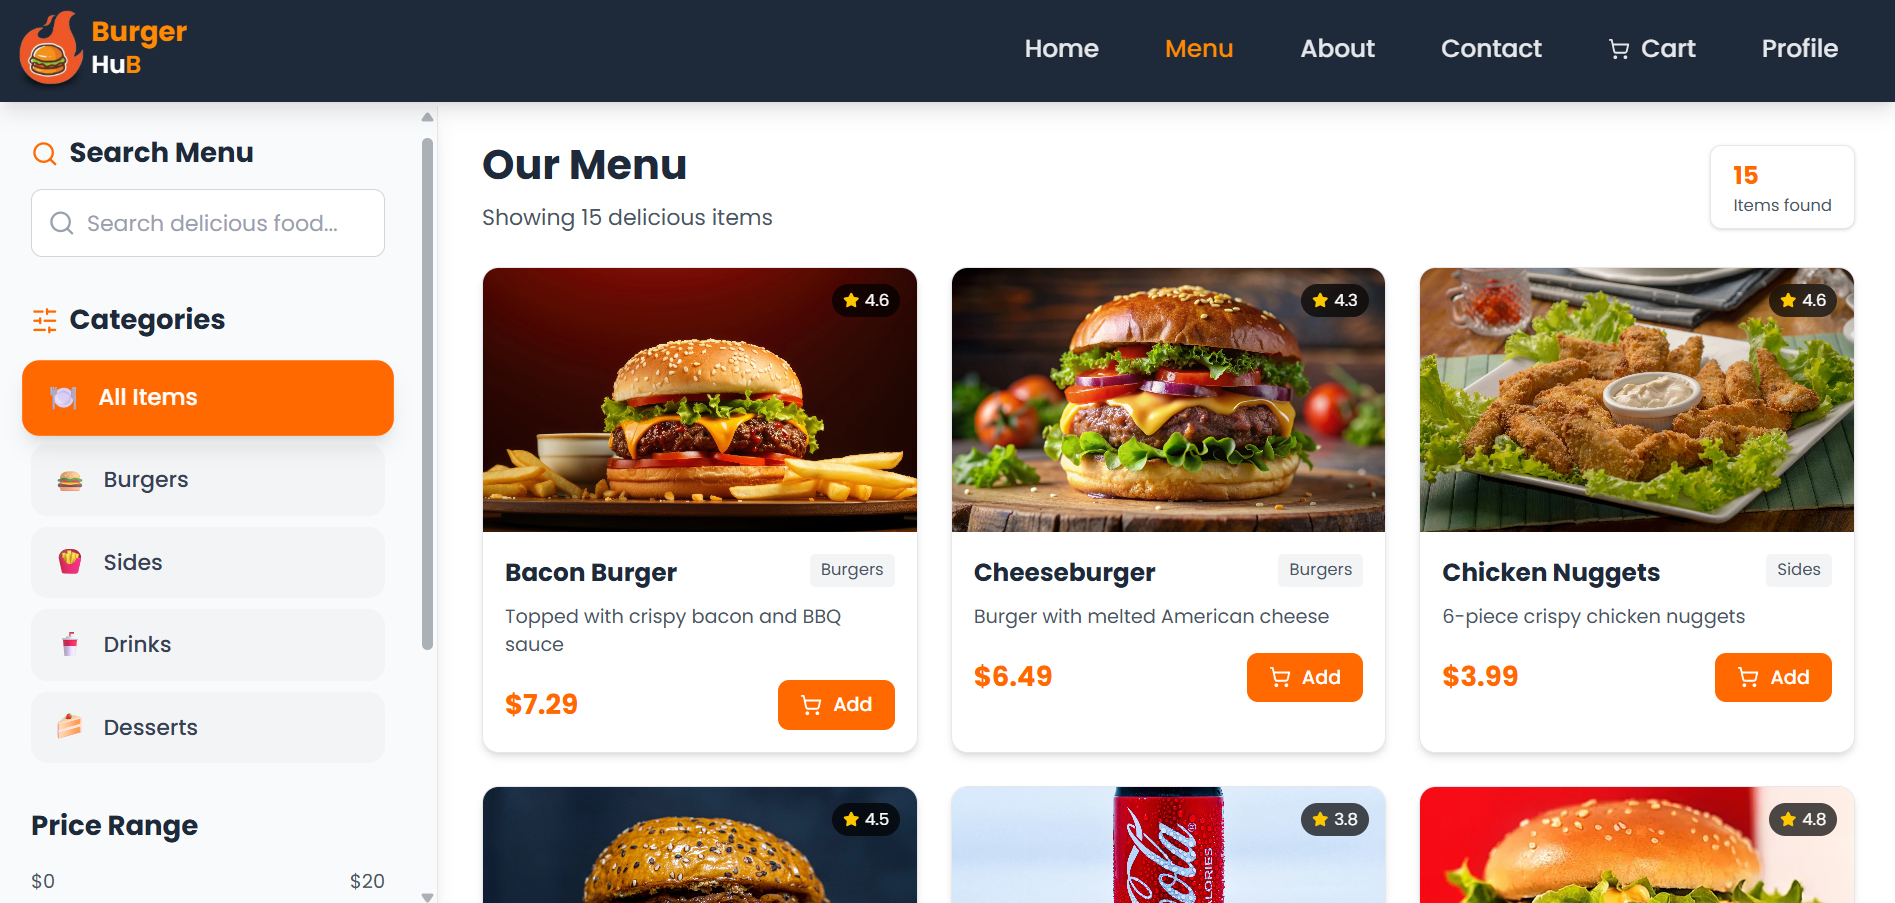 Burger
HuB
Home
Menu
About
Contact
Cart
Profile
Search Menu
Search delicious food...
Categories
All Items
Burgers
Sides
Drinks
Desserts
Price Range
$0
$20
Our Menu
Showing 15 delicious items
15
Items found
4.6
Bacon Burger
Burgers
Topped with crispy bacon and BBQ
sauce
$7.29
Add
4.3
Cheeseburger
Burgers
Burger with melted American cheese
$6.49
Add
4.6
Chicken Nuggets
Sides
6-piece crispy chicken nuggets
$3.99
Add
4.5
3.8
4.8